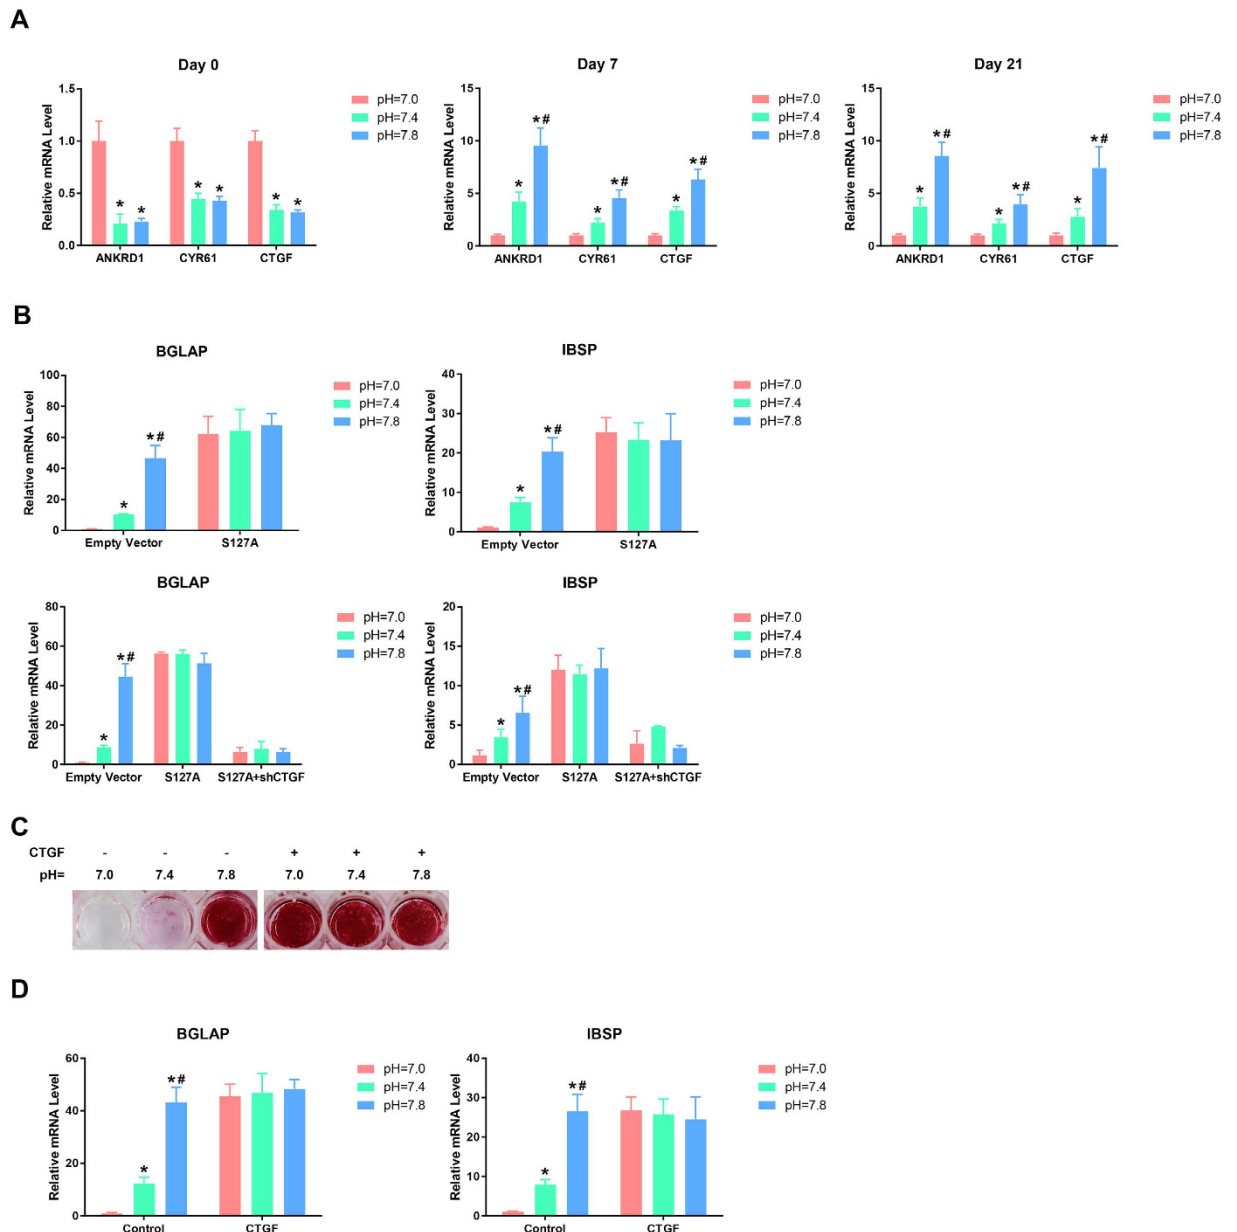 A
Day 0
Relative mRNA Level
1.5
1.0
0.5
0.0
ANKRD1 CYR61 CTGF
* * * * * *
pH=7.0
pH=7.4
pH=7.8
Day 7
Relative mRNA Level
15
10
5
0
ANKRD1 CYR61 CTGF
* *# * *# * *#
pH=7.0
pH=7.4
pH=7.8
Day 21
Relative mRNA Level
15
10
5
0
ANKRD1 CYR61 CTGF
* *# * *# * *#
pH=7.0
pH=7.4
pH=7.8
B
BGLAP
Relative mRNA Level
100
80
60
40
20
0
* *#
Empty Vector S127A
pH=7.0
pH=7.4
pH=7.8
IBSP
Relative mRNA Level
40
30
20
10
0
* *#
Empty Vector S127A
pH=7.0
pH=7.4
pH=7.8
BGLAP
Relative mRNA Level
80
60
40
20
0
* *#
Empty Vector S127A S127A+shCTGF
pH=7.0
pH=7.4
pH=7.8
IBSP
Relative mRNA Level
20
15
10
5
0
* *#
Empty Vector S127A S127A+shCTGF
pH=7.0
pH=7.4
pH=7.8
C
CTGF - - - + + +
pH= 7.0 7.4 7.8 7.0 7.4 7.8
D
BGLAP
Relative mRNA Level
60
40
20
0
* *#
Control CTGF
pH=7.0
pH=7.4
pH=7.8
IBSP
Relative mRNA Level
40
30
20
10
0
* *#
Control CTGF
pH=7.0
pH=7.4
pH=7.8